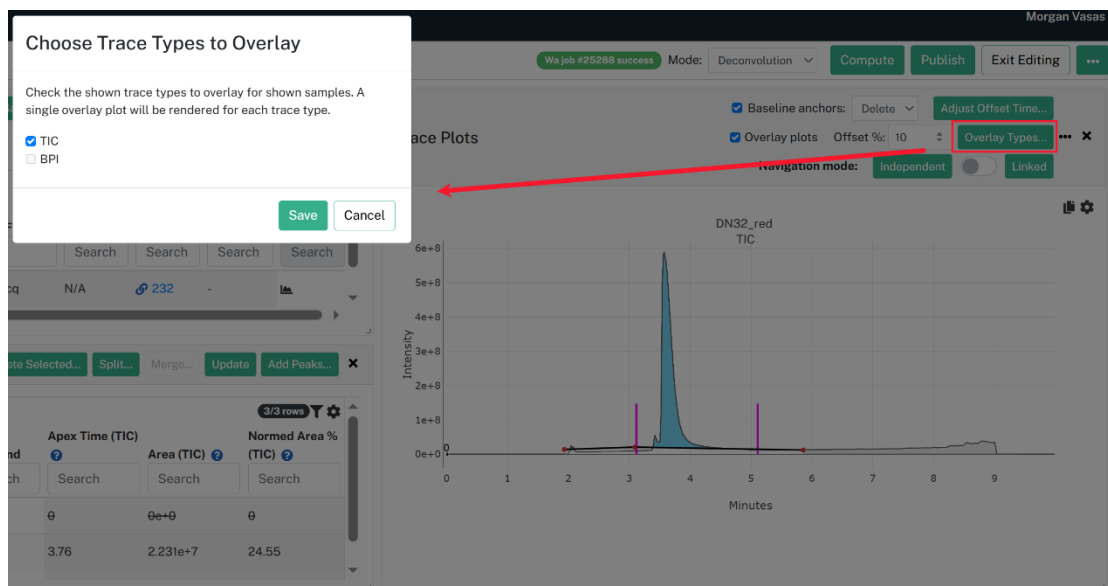 Morgan Vasas
Choose Trace Types to Overlay
Check the shown trace types to overlay for shown samples. A
single overlay plot will be rendered for each trace type.
TIC
BPI
Save Cancel
Wa job #25288 success Mode: Deconvolution Compute Publish Exit Editing ...
ace Plots
Baseline anchors: Delete Adjust Offset Time...
Overlay plots Offset %: 10 Overlay Types... ... ×
Navigation mode: Independent Linked
Search Search Search Search
cq N/A 232 -
ete Selected... Split... Merge... Update Add Peaks... ×
3/3 rows
nd Apex Time (TIC) ? Area (TIC) ? Normed Area % (TIC) ?
ch Search Search Search
0 0e+0 0
3.76 2.231e+7 24.55
DN32_red
TIC
6e+8
5e+8
4e+8
3e+8
2e+8
1e+8
0e+0
0
Intensity
0 1 2 3 4 5 6 7 8 9
Minutes